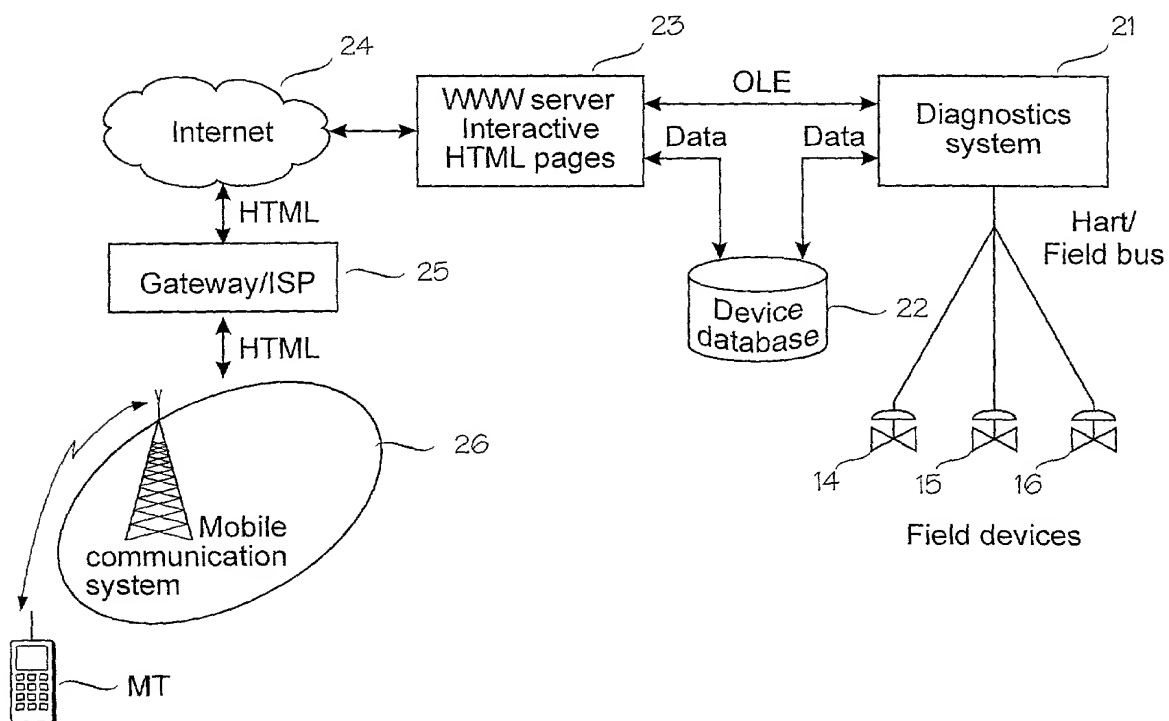 24
23
21
Internet
WWW server
Interactive
HTML pages
OLE
Data
Data
Diagnostics
system
HTML
Hart/
Field bus
Gateway/ISP
25
Device
database
22
HTML
26
Mobile
communication
system
14
15
16
Field devices
MT